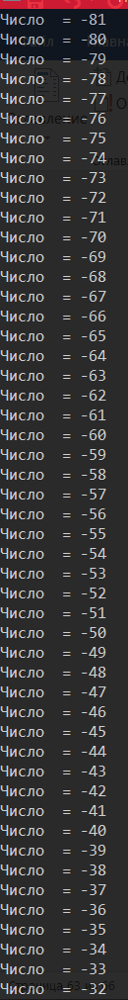 Число  = -81
Число  = -80
Число  = -79
Число  = -78
Число  = -77
Число  = -76
Число  = -75
Число  = -74
Число  = -73
Число  = -72
Число  = -71
Число  = -70
Число  = -69
Число  = -68
Число  = -67
Число  = -66
Число  = -65
Число  = -64
Число  = -63
Число  = -62
Число  = -61
Число  = -60
Число  = -59
Число  = -58
Число  = -57
Число  = -56
Число  = -55
Число  = -54
Число  = -53
Число  = -52
Число  = -51
Число  = -50
Число  = -49
Число  = -48
Число  = -47
Число  = -46
Число  = -45
Число  = -44
Число  = -43
Число  = -42
Число  = -41
Число  = -40
Число  = -39
Число  = -38
Число  = -37
Число  = -36
Число  = -35
Число  = -34
Число  = -33
Число  = -32